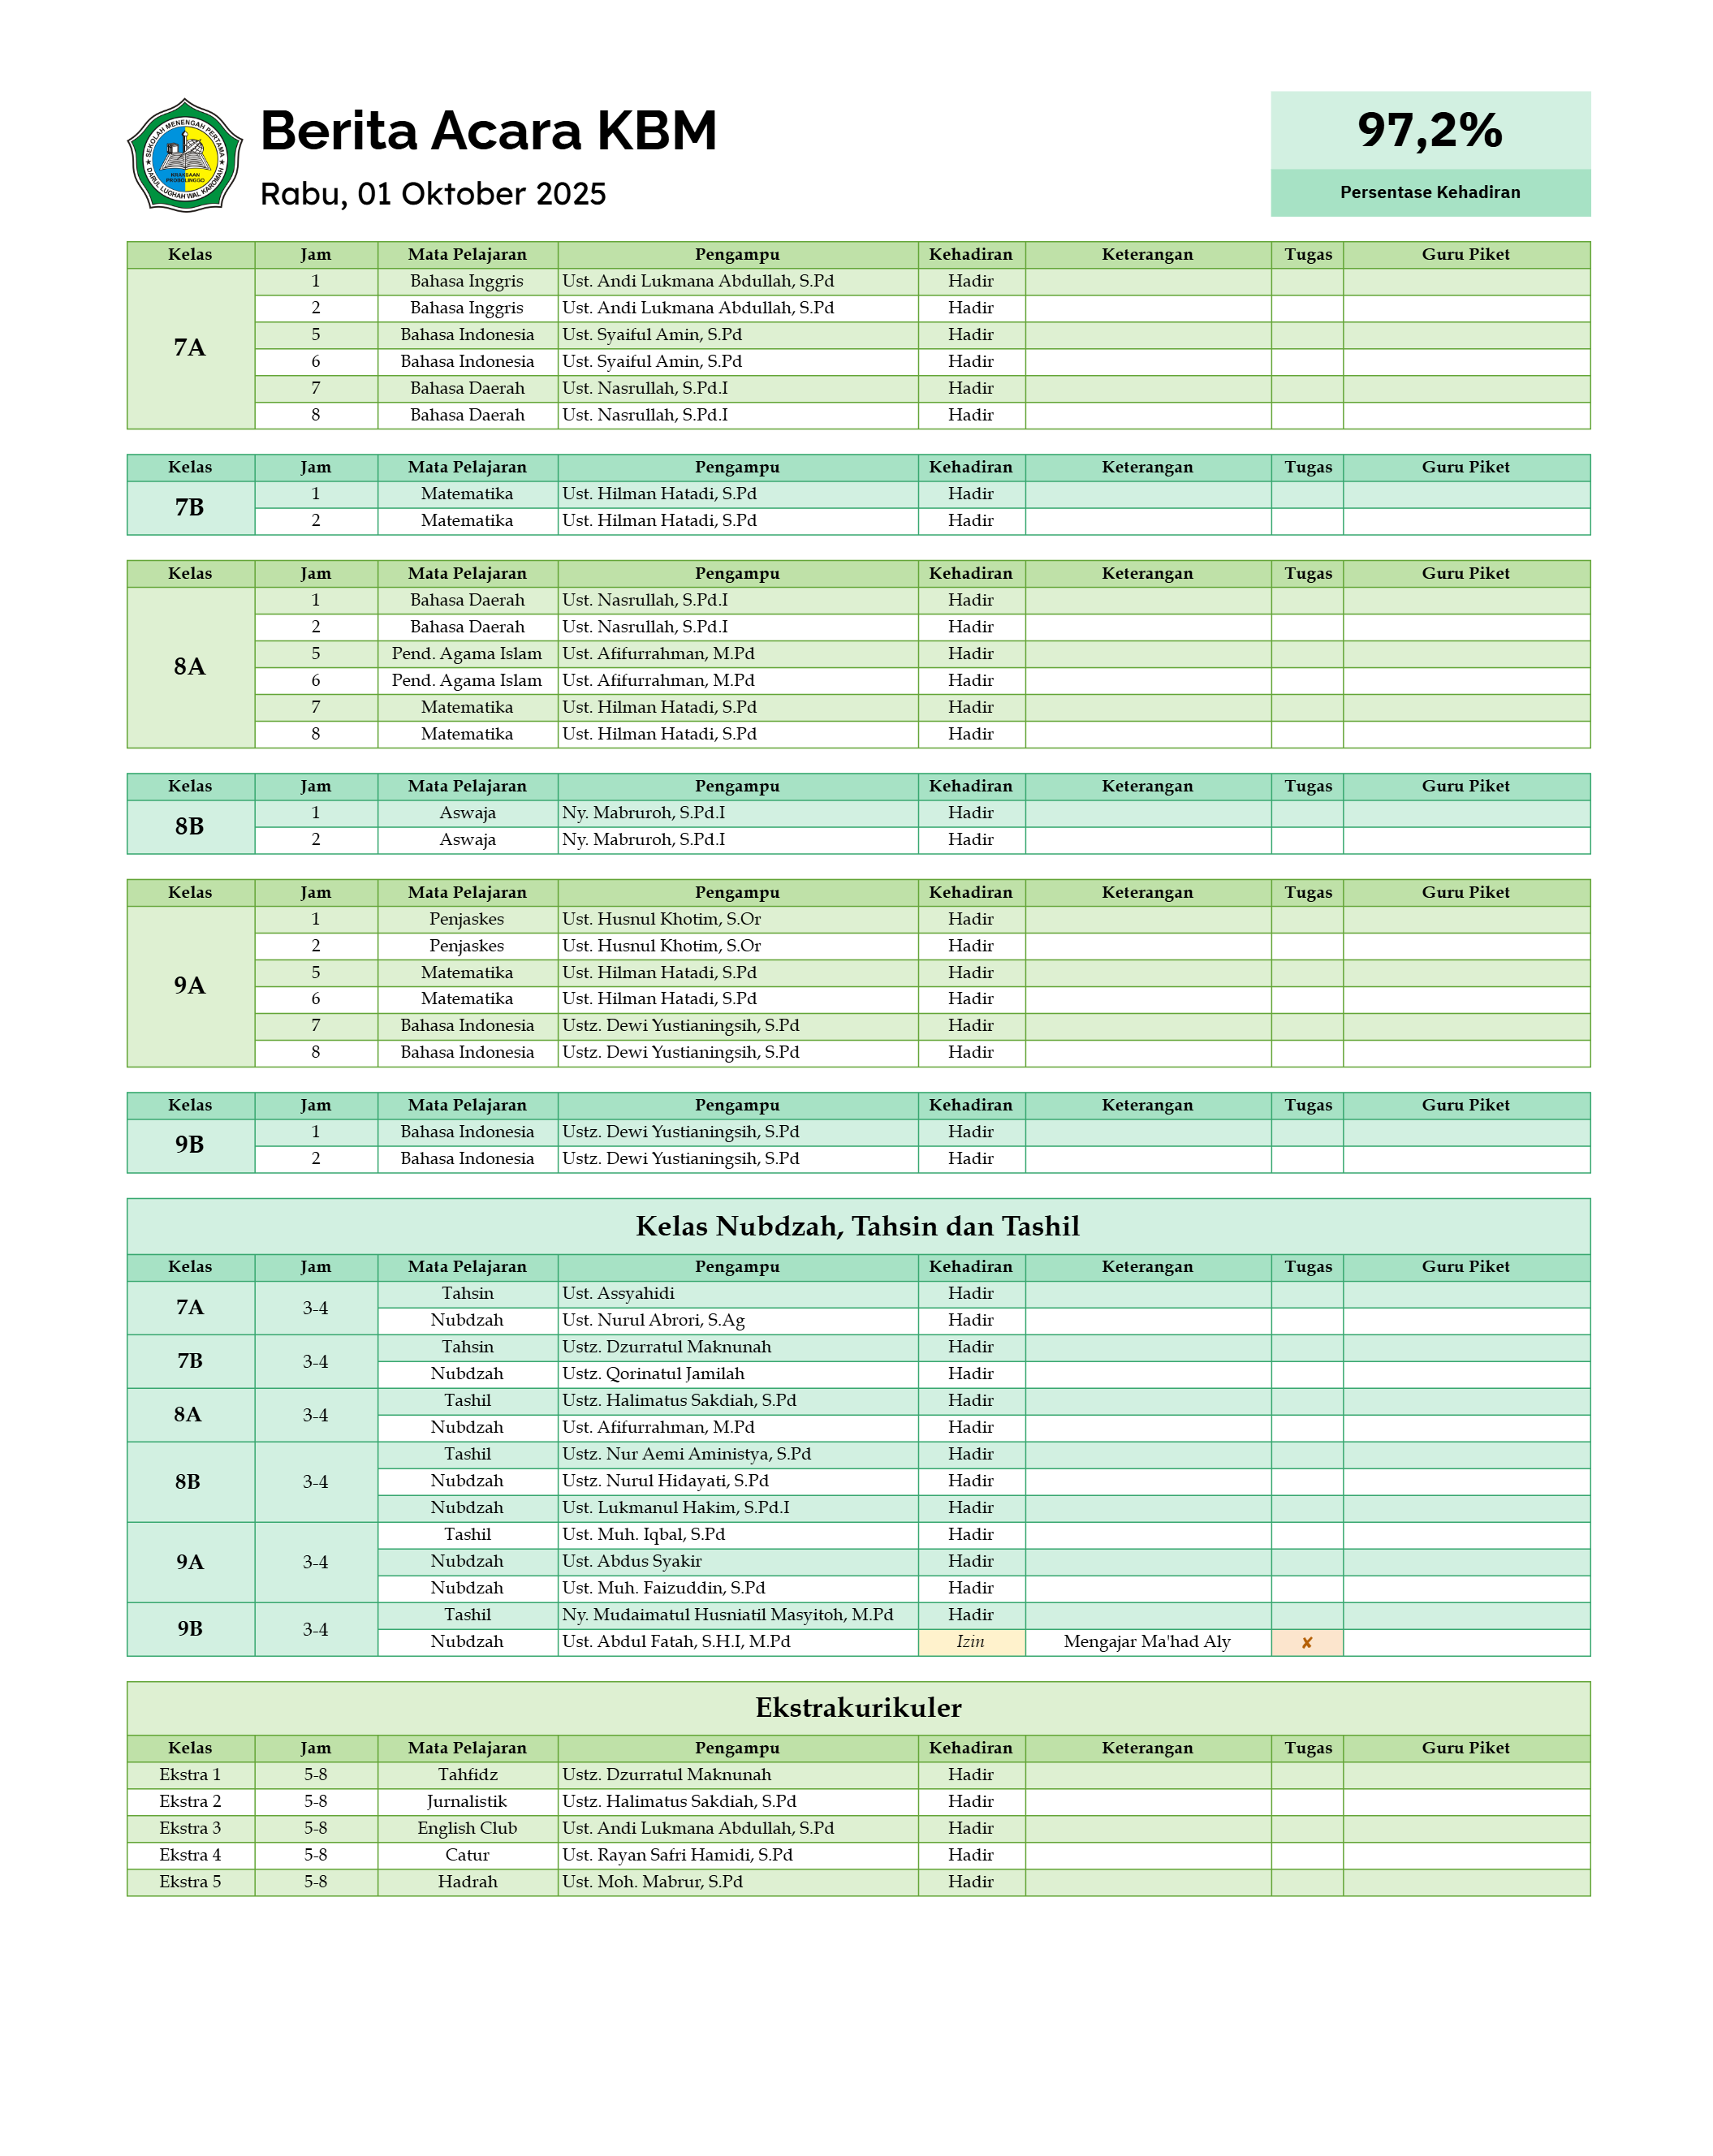 SEKOLAH MENENGAH PERTAMA
KRAKSAAN
PROBOLINGGO
DARUL LUGHAH WAL KAROMAH
Berita Acara KBM
Rabu, 01 Oktober 2025
97,2%
Persentase Kehadiran
Kelas Jam Mata Pelajaran Pengampu Kehadiran Keterangan Tugas Guru Piket
7A
1 Bahasa Inggris Ust. Andi Lukmana Abdullah, S.Pd Hadir
2 Bahasa Inggris Ust. Andi Lukmana Abdullah, S.Pd Hadir
5 Bahasa Indonesia Ust. Syaiful Amin, S.Pd Hadir
6 Bahasa Indonesia Ust. Syaiful Amin, S.Pd Hadir
7 Bahasa Daerah Ust. Nasrullah, S.Pd.I Hadir
8 Bahasa Daerah Ust. Nasrullah, S.Pd.I Hadir
Kelas Jam Mata Pelajaran Pengampu Kehadiran Keterangan Tugas Guru Piket
7B
1 Matematika Ust. Hilman Hatadi, S.Pd Hadir
2 Matematika Ust. Hilman Hatadi, S.Pd Hadir
Kelas Jam Mata Pelajaran Pengampu Kehadiran Keterangan Tugas Guru Piket
8A
1 Bahasa Daerah Ust. Nasrullah, S.Pd.I Hadir
2 Bahasa Daerah Ust. Nasrullah, S.Pd.I Hadir
5 Pend. Agama Islam Ust. Afifurrahman, M.Pd Hadir
6 Pend. Agama Islam Ust. Afifurrahman, M.Pd Hadir
7 Matematika Ust. Hilman Hatadi, S.Pd Hadir
8 Matematika Ust. Hilman Hatadi, S.Pd Hadir
Kelas Jam Mata Pelajaran Pengampu Kehadiran Keterangan Tugas Guru Piket
8B
1 Aswaja Ny. Mabruroh, S.Pd.I Hadir
2 Aswaja Ny. Mabruroh, S.Pd.I Hadir
Kelas Jam Mata Pelajaran Pengampu Kehadiran Keterangan Tugas Guru Piket
9A
1 Penjaskes Ust. Husnul Khotim, S.Or Hadir
2 Penjaskes Ust. Husnul Khotim, S.Or Hadir
5 Matematika Ust. Hilman Hatadi, S.Pd Hadir
6 Matematika Ust. Hilman Hatadi, S.Pd Hadir
7 Bahasa Indonesia Ustz. Dewi Yustianingsih, S.Pd Hadir
8 Bahasa Indonesia Ustz. Dewi Yustianingsih, S.Pd Hadir
Kelas Jam Mata Pelajaran Pengampu Kehadiran Keterangan Tugas Guru Piket
9B
1 Bahasa Indonesia Ustz. Dewi Yustianingsih, S.Pd Hadir
2 Bahasa Indonesia Ustz. Dewi Yustianingsih, S.Pd Hadir
Kelas Nubdzah, Tahsin dan Tashil
Kelas Jam Mata Pelajaran Pengampu Kehadiran Keterangan Tugas Guru Piket
7A 3-4
Tahsin Ust. Assyahidi Hadir
Nubdzah Ust. Nurul Abrori, S.Ag Hadir
7B 3-4
Tahsin Ustz. Dzurratul Maknunah Hadir
Nubdzah Ustz. Qorinatul Jamilah Hadir
8A 3-4
Tashil Ustz. Halimatus Sakdiah, S.Pd Hadir
Nubdzah Ust. Afifurrahman, M.Pd Hadir
8B 3-4
Tashil Ustz. Nur Aemi Aministya, S.Pd Hadir
Nubdzah Ustz. Nurul Hidayati, S.Pd Hadir
Nubdzah Ust. Lukmanul Hakim, S.Pd.I Hadir
9A 3-4
Tashil Ust. Muh. Iqbal, S.Pd Hadir
Nubdzah Ust. Abdus Syakir Hadir
Nubdzah Ust. Muh. Faizuddin, S.Pd Hadir
9B 3-4
Tashil Ny. Mudaimatul Husniatil Masyitoh, M.Pd Hadir
Nubdzah Ust. Abdul Fatah, S.H.I, M.Pd Izin Mengajar Ma'had Aly ✘
Ekstrakurikuler
Kelas Jam Mata Pelajaran Pengampu Kehadiran Keterangan Tugas Guru Piket
Ekstra 1 5-8 Tahfidz Ustz. Dzurratul Maknunah Hadir
Ekstra 2 5-8 Jurnalistik Ustz. Halimatus Sakdiah, S.Pd Hadir
Ekstra 3 5-8 English Club Ust. Andi Lukmana Abdullah, S.Pd Hadir
Ekstra 4 5-8 Catur Ust. Rayan Safri Hamidi, S.Pd Hadir
Ekstra 5 5-8 Hadrah Ust. Moh. Mabrur, S.Pd Hadir